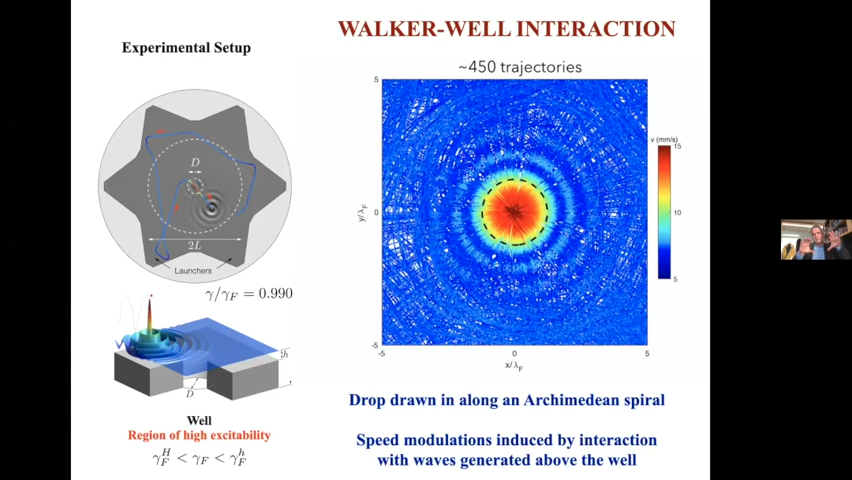 WALKER-WELL INTERACTION
Experimental Setup
D
2L
Launchers
γ/γ_F = 0.990
h
D
Well
Region of high excitability
γ_F^H < γ_F < γ_F^h
~450 trajectories
5
0
-5
y/λ_F
-5
0
5
x/λ_F
v (mm/s)
15
10
5
Drop drawn in along an Archimedean spiral
Speed modulations induced by interaction
with waves generated above the well